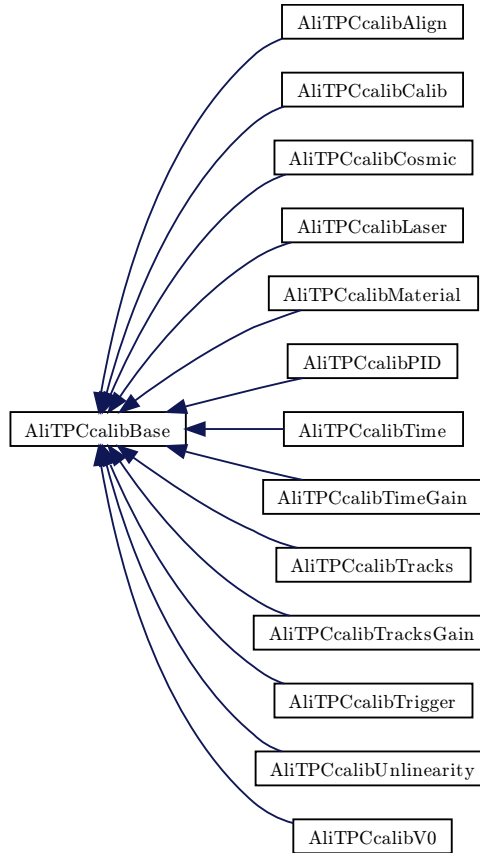 AliTPCcalibAlign
AliTPCcalibCalib
AliTPCcalibCosmic
AliTPCcalibLaser
AliTPCcalibMaterial
AliTPCcalibPID
AliTPCcalibBase
AliTPCcalibTime
AliTPCcalibTimeGain
AliTPCcalibTracks
AliTPCcalibTracksGain
AliTPCcalibTrigger
AliTPCcalibUnlinearity
AliTPCcalibV0